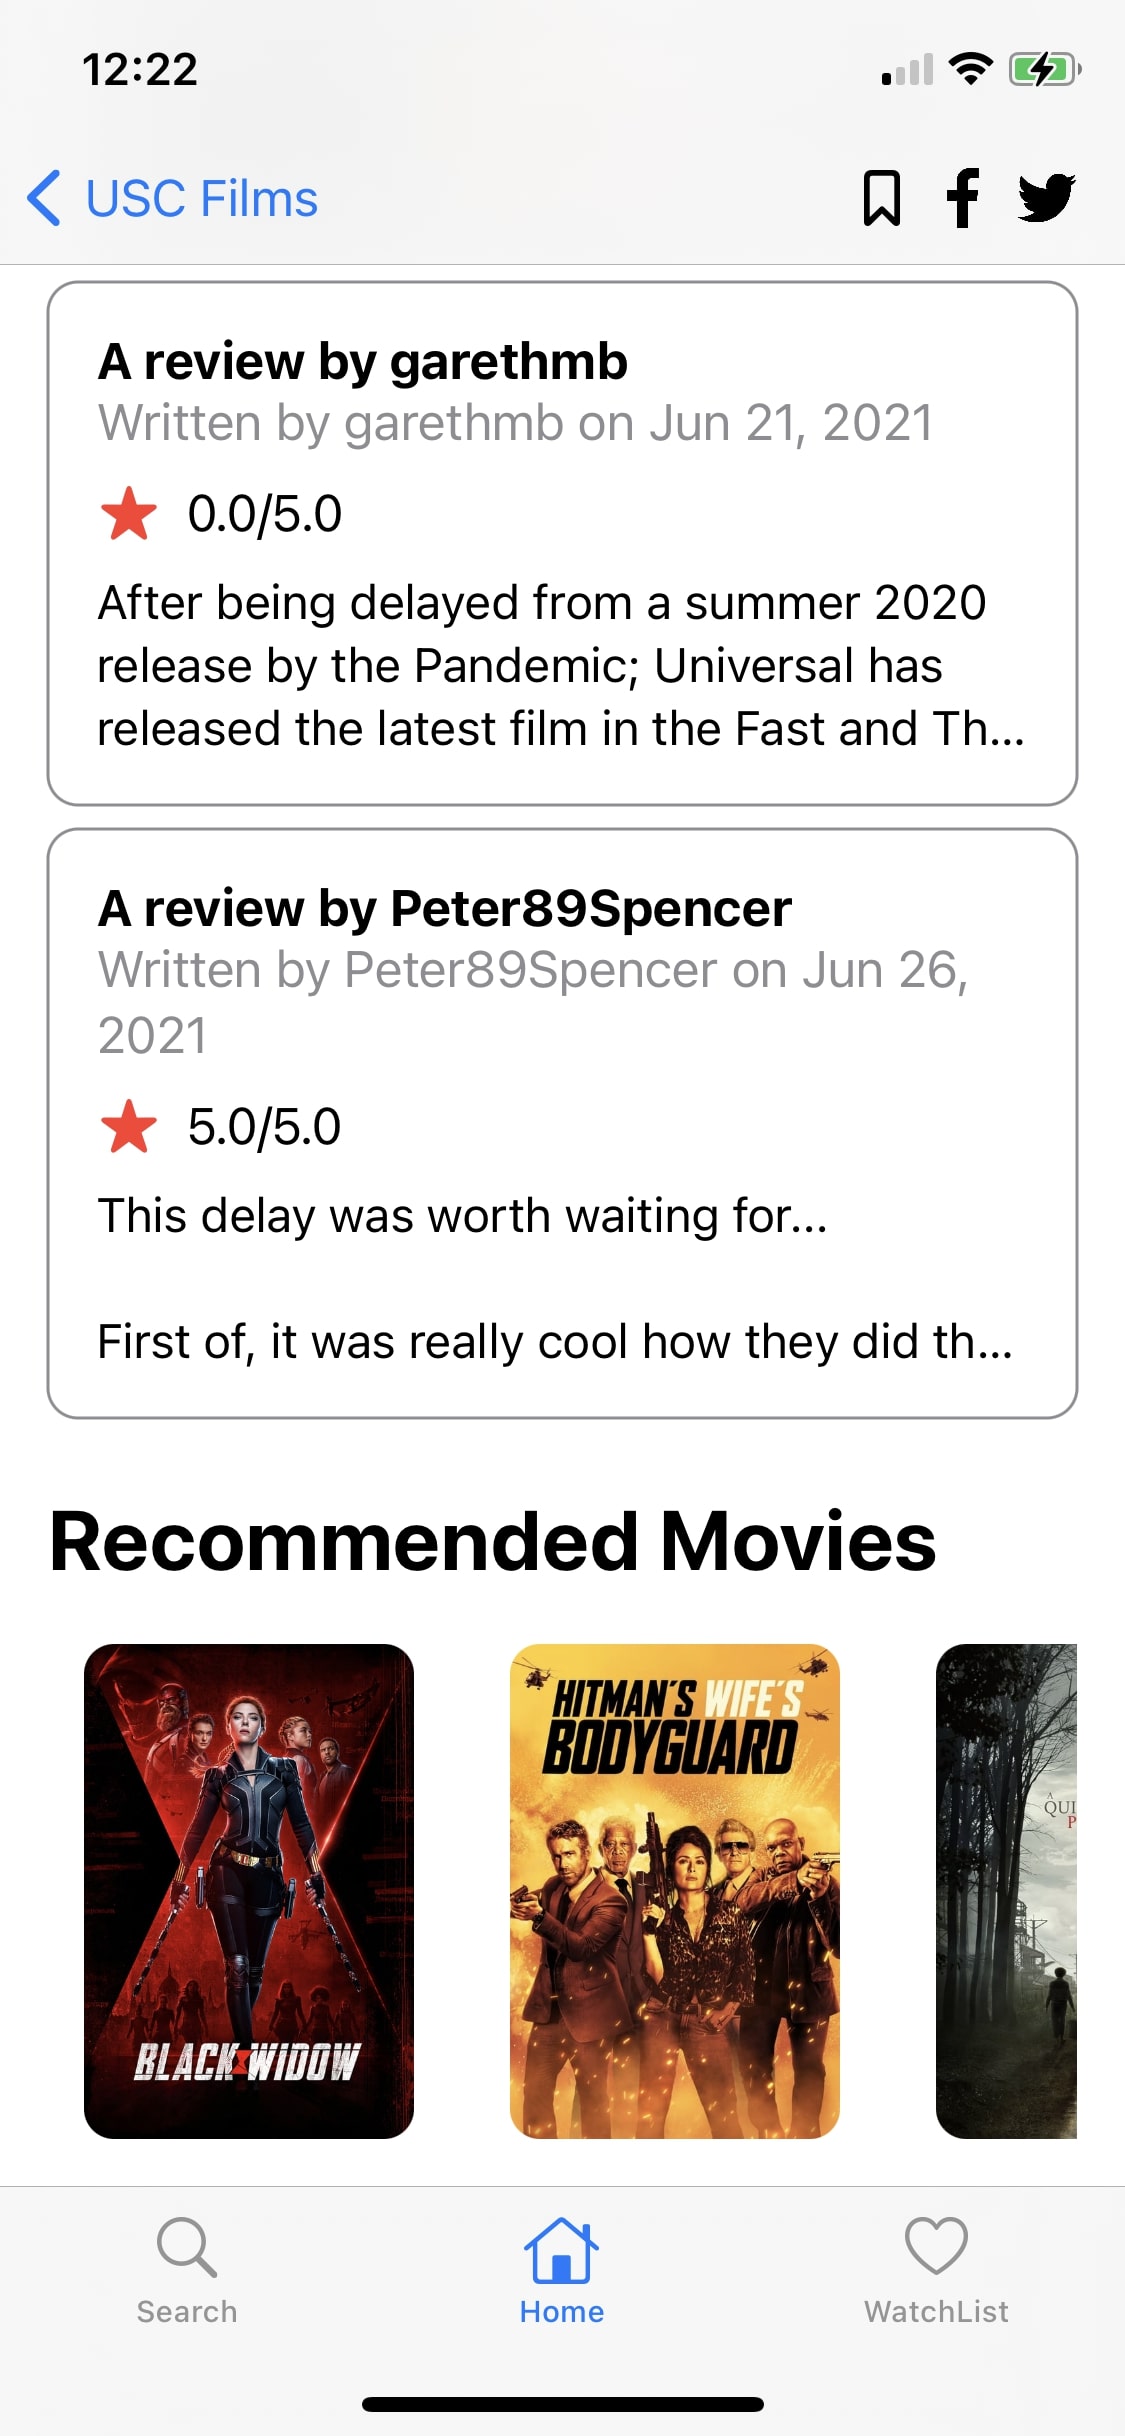 12:22
USC Films
A review by garethmb
Written by garethmb on Jun 21, 2021
0.0/5.0
After being delayed from a summer 2020
release by the Pandemic; Universal has
released the latest film in the Fast and Th...
A review by Peter89Spencer
Written by Peter89Spencer on Jun 26,
2021
5.0/5.0
This delay was worth waiting for...
First of, it was really cool how they did th...
Recommended Movies
BLACK WIDOW
HITMAN'S WIFE'S
BODYGUARD
A
QUI
P
Search
Home
WatchList